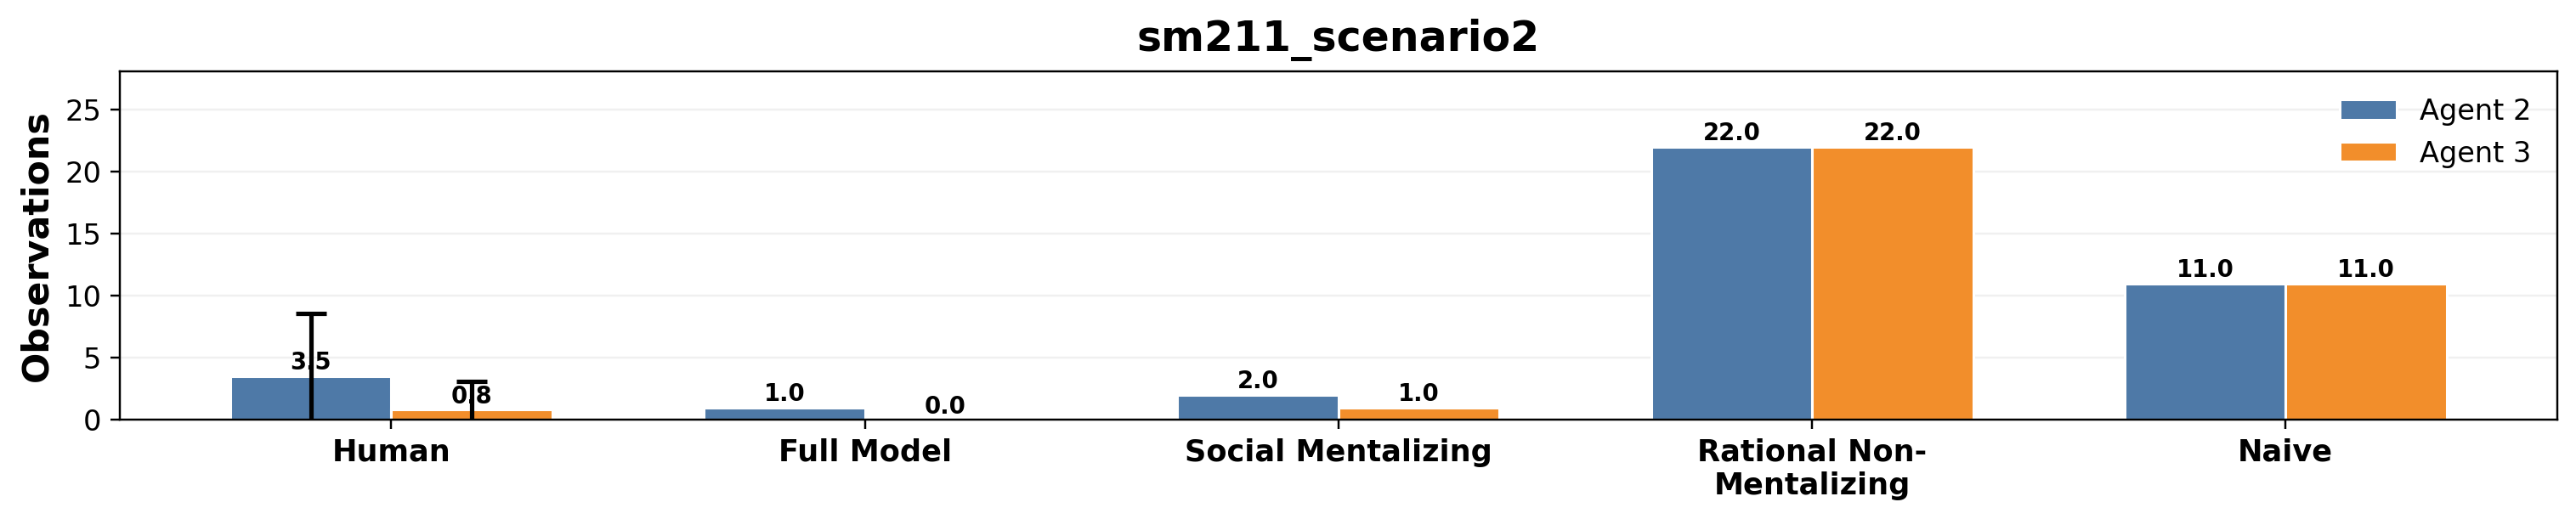 sm211_scenario2
Observations
25
20
15
10
5
0
Agent 2
Agent 3
3.5
0.8
1.0
0.0
2.0
1.0
22.0
22.0
11.0
11.0
Human
Full Model
Social Mentalizing
Rational Non-
Mentalizing
Naive